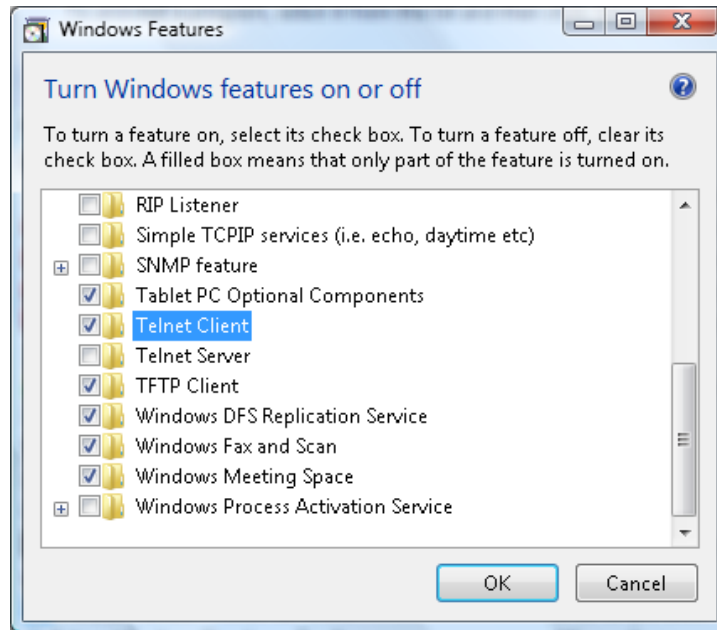 Windows Features
Turn Windows features on or off
To turn a feature on, select its check box. To turn a feature off, clear its
check box. A filled box means that only part of the feature is turned on.
RIP Listener
Simple TCPIP services (i.e. echo, daytime etc)
SNMP feature
Tablet PC Optional Components
Telnet Client
Telnet Server
TFTP Client
Windows DFS Replication Service
Windows Fax and Scan
Windows Meeting Space
Windows Process Activation Service
OK Cancel